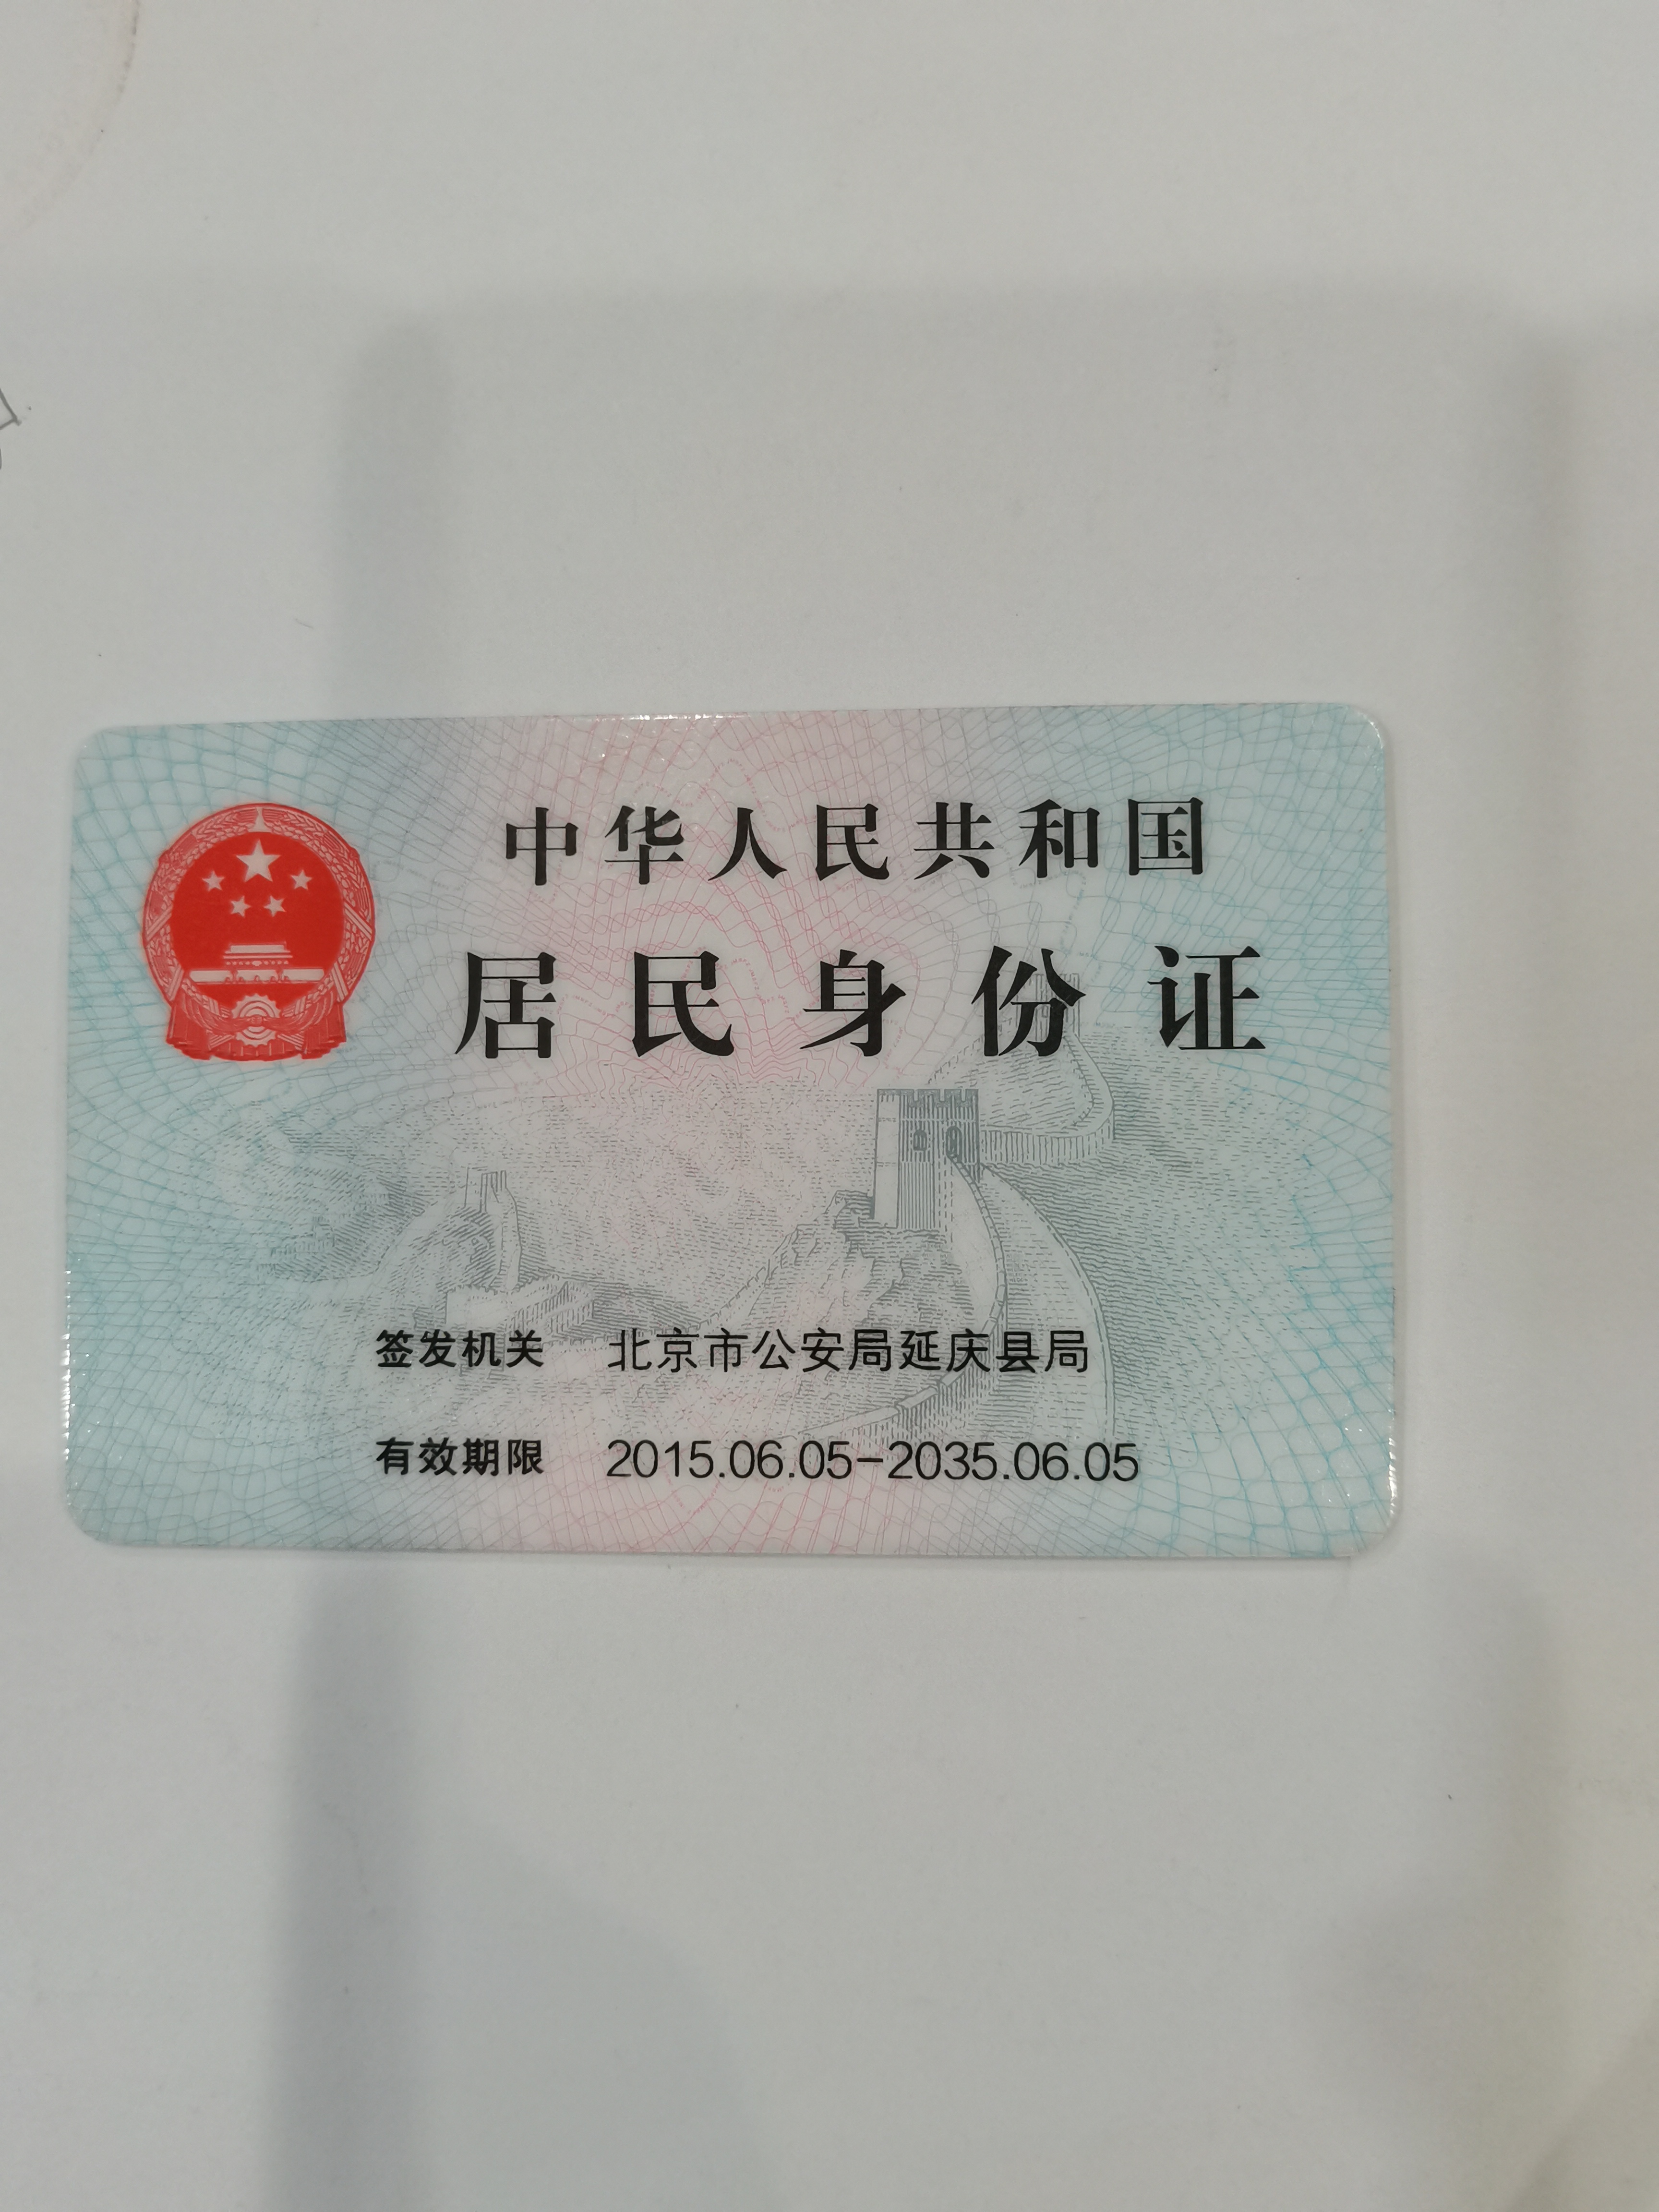 中华人民共和国
居民身份证
签发机关 北京市公安局延庆县局
有效期限 2015.06.05-2035.06.05